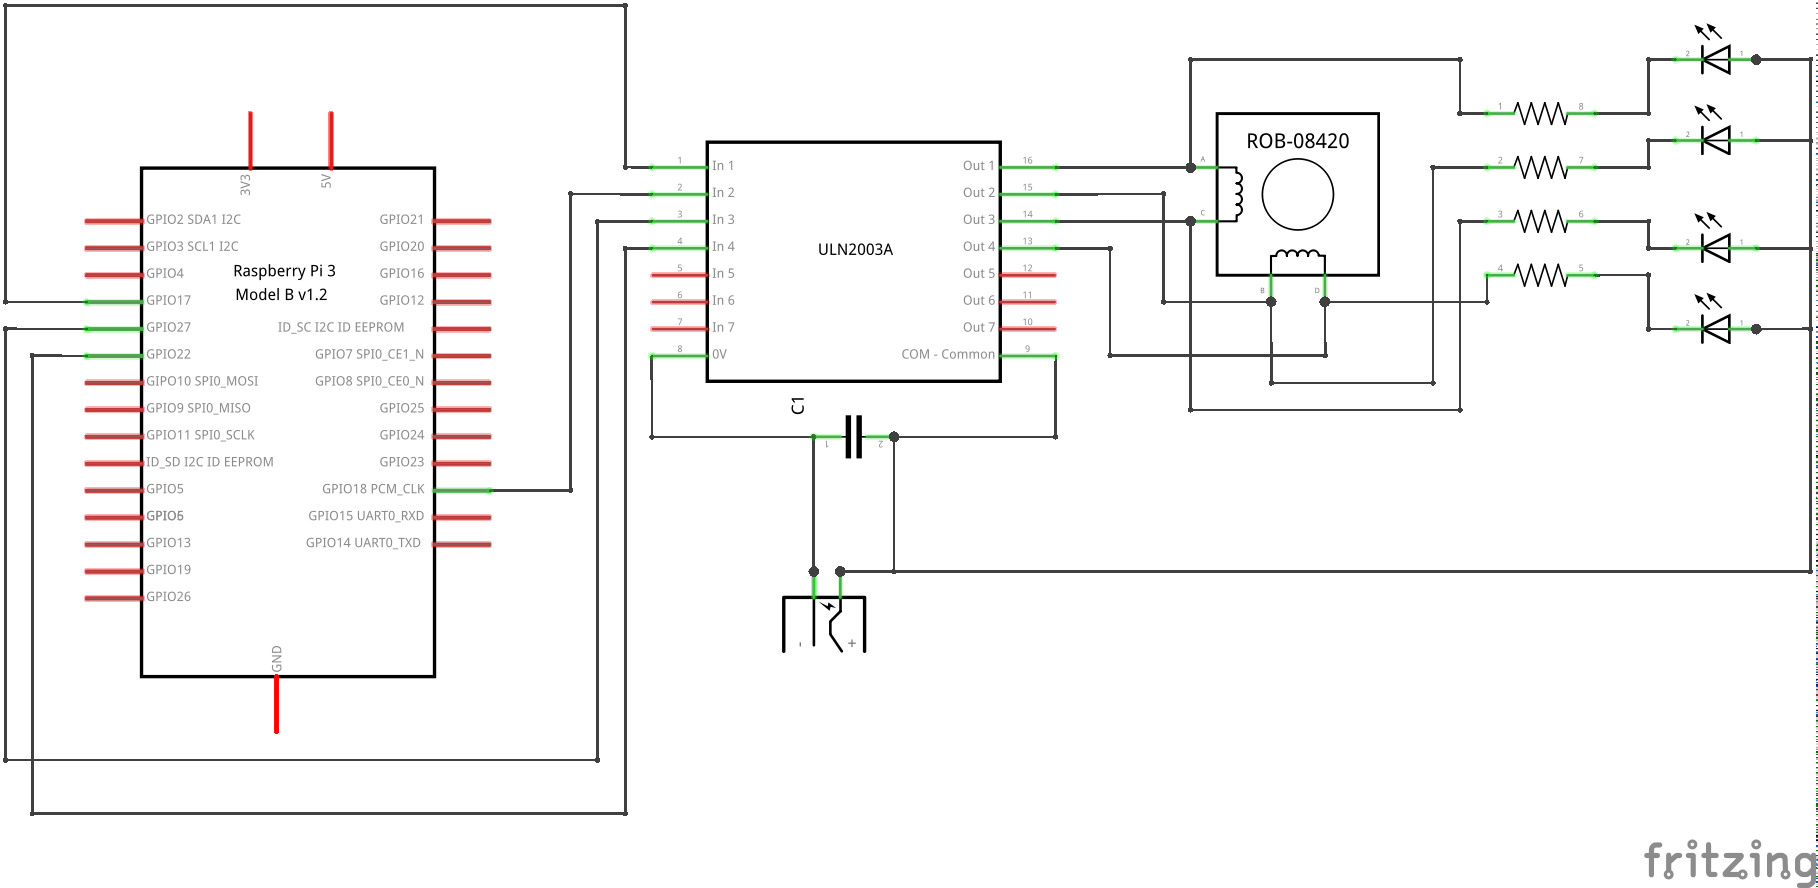 3V3
5V
GPIO2 SDA1 I2C
GPIO21
GPIO3 SCL1 I2C
GPIO20
GPIO4
Raspberry Pi 3
GPIO16
Model B v1.2
GPIO17
GPIO12
GPIO27
ID_SC I2C ID EEPROM
GPIO22
GPIO7 SPI0_CE1_N
GIPO10 SPI0_MOSI
GPIO8 SPI0_CE0_N
GPIO9 SPI0_MISO
GPIO25
GPIO11 SPI0_SCLK
GPIO24
ID_SD I2C ID EEPROM
GPIO23
GPIO5
GPIO18 PCM_CLK
GPIO15 UART0_RXD
GPIO13
GPIO14 UART0_TXD
GPIO19
GPIO26
GND
1 In 1 Out 1 16
2 In 2 Out 2 15
3 In 3 Out 3 14
4 In 4 Out 4 13
ULN2003A
5 In 5 Out 5 12
6 In 6 Out 6 11
7 In 7 Out 7 10
8 0V COM - Common 9
C1
1 2
- +
ROB-08420
A
C
B D
1 8
2 7
3 6
4 5
2 1
2 1
2 1
2 1
fritzing